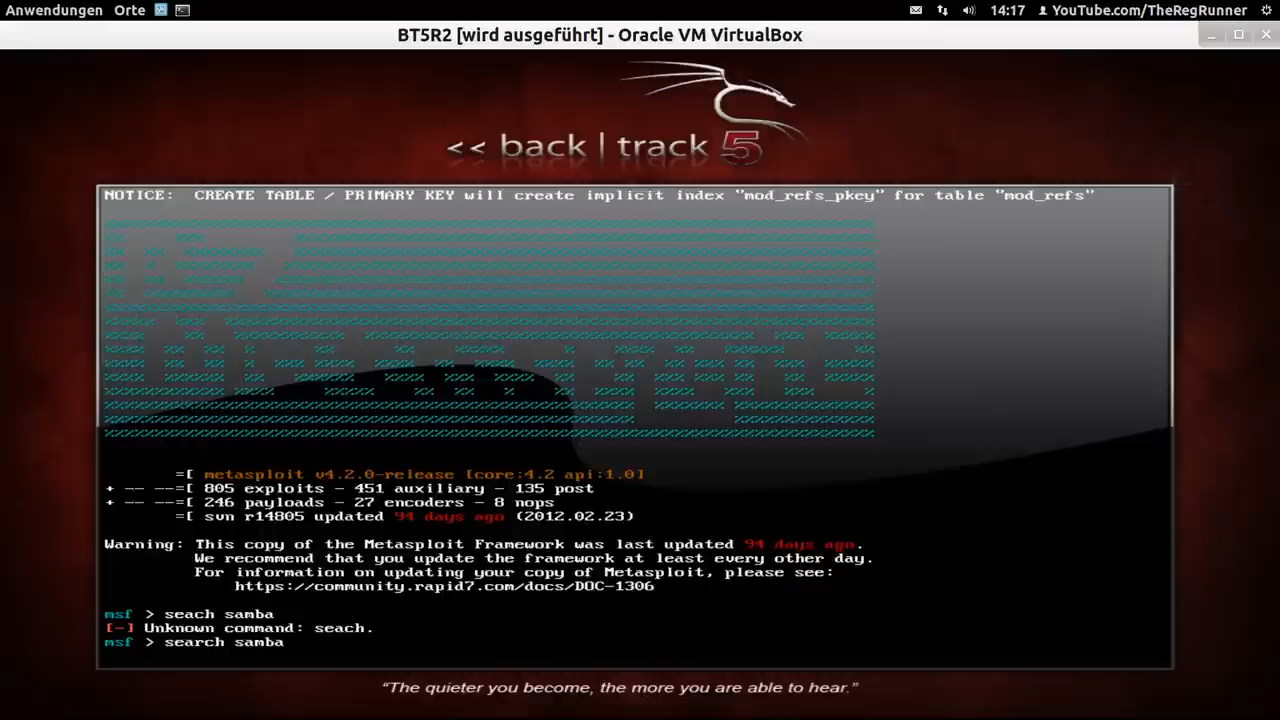 Anwendungen Orte 14:17 YouTube.com/TheRegRunner
BT5R2 [wird ausgeführt] - Oracle VM VirtualBox
<< back | track 5
NOTICE:  CREATE TABLE / PRIMARY KEY will create implicit index "mod_refs_pkey" for table "mod_refs"
=[ metasploit v4.2.0-release [core:4.2 api:1.0]
+ -- --=[ 805 exploits - 451 auxiliary - 135 post
+ -- --=[ 246 payloads - 27 encoders - 8 nops
=[ svn r14805 updated 94 days ago (2012.02.23)
Warning: This copy of the Metasploit Framework was last updated 94 days ago.
We recommend that you update the framework at least every other day.
For information on updating your copy of Metasploit, please see:
https://community.rapid7.com/docs/DOC-1306
msf > seach samba
[-] Unknown command: seach.
msf > search samba
“The quieter you become, the more you are able to hear.”